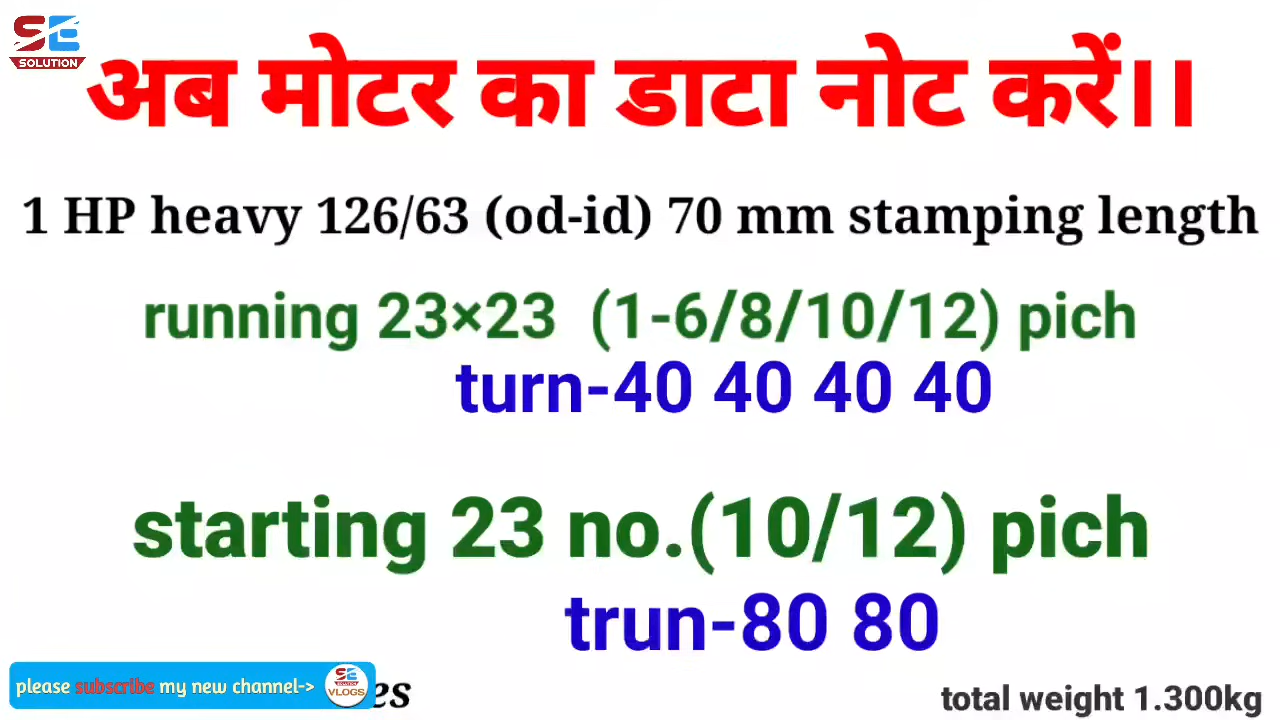 SE
SOLUTION
अब मोटर का डाटा नोट करें।।
1 HP heavy 126/63 (od-id) 70 mm stamping length
running 23×23 (1-6/8/10/12) pich
turn-40 40 40 40
starting 23 no.(10/12) pich
trun-80 80
please subscribe my new channel->
SE
SOLUTION
VLOGS
total weight 1.300kg